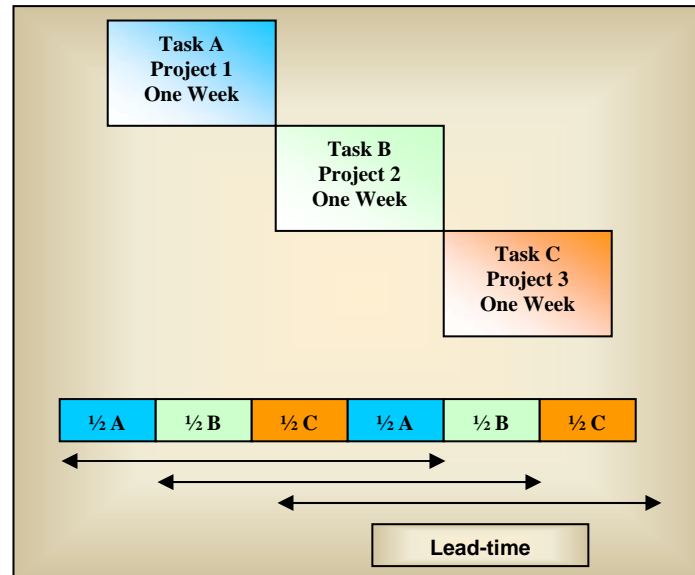 Task A
Project 1
One Week
Task B
Project 2
One Week
Task C
Project 3
One Week
½ A ½ B ½ C ½ A ½ B ½ C
Lead-time